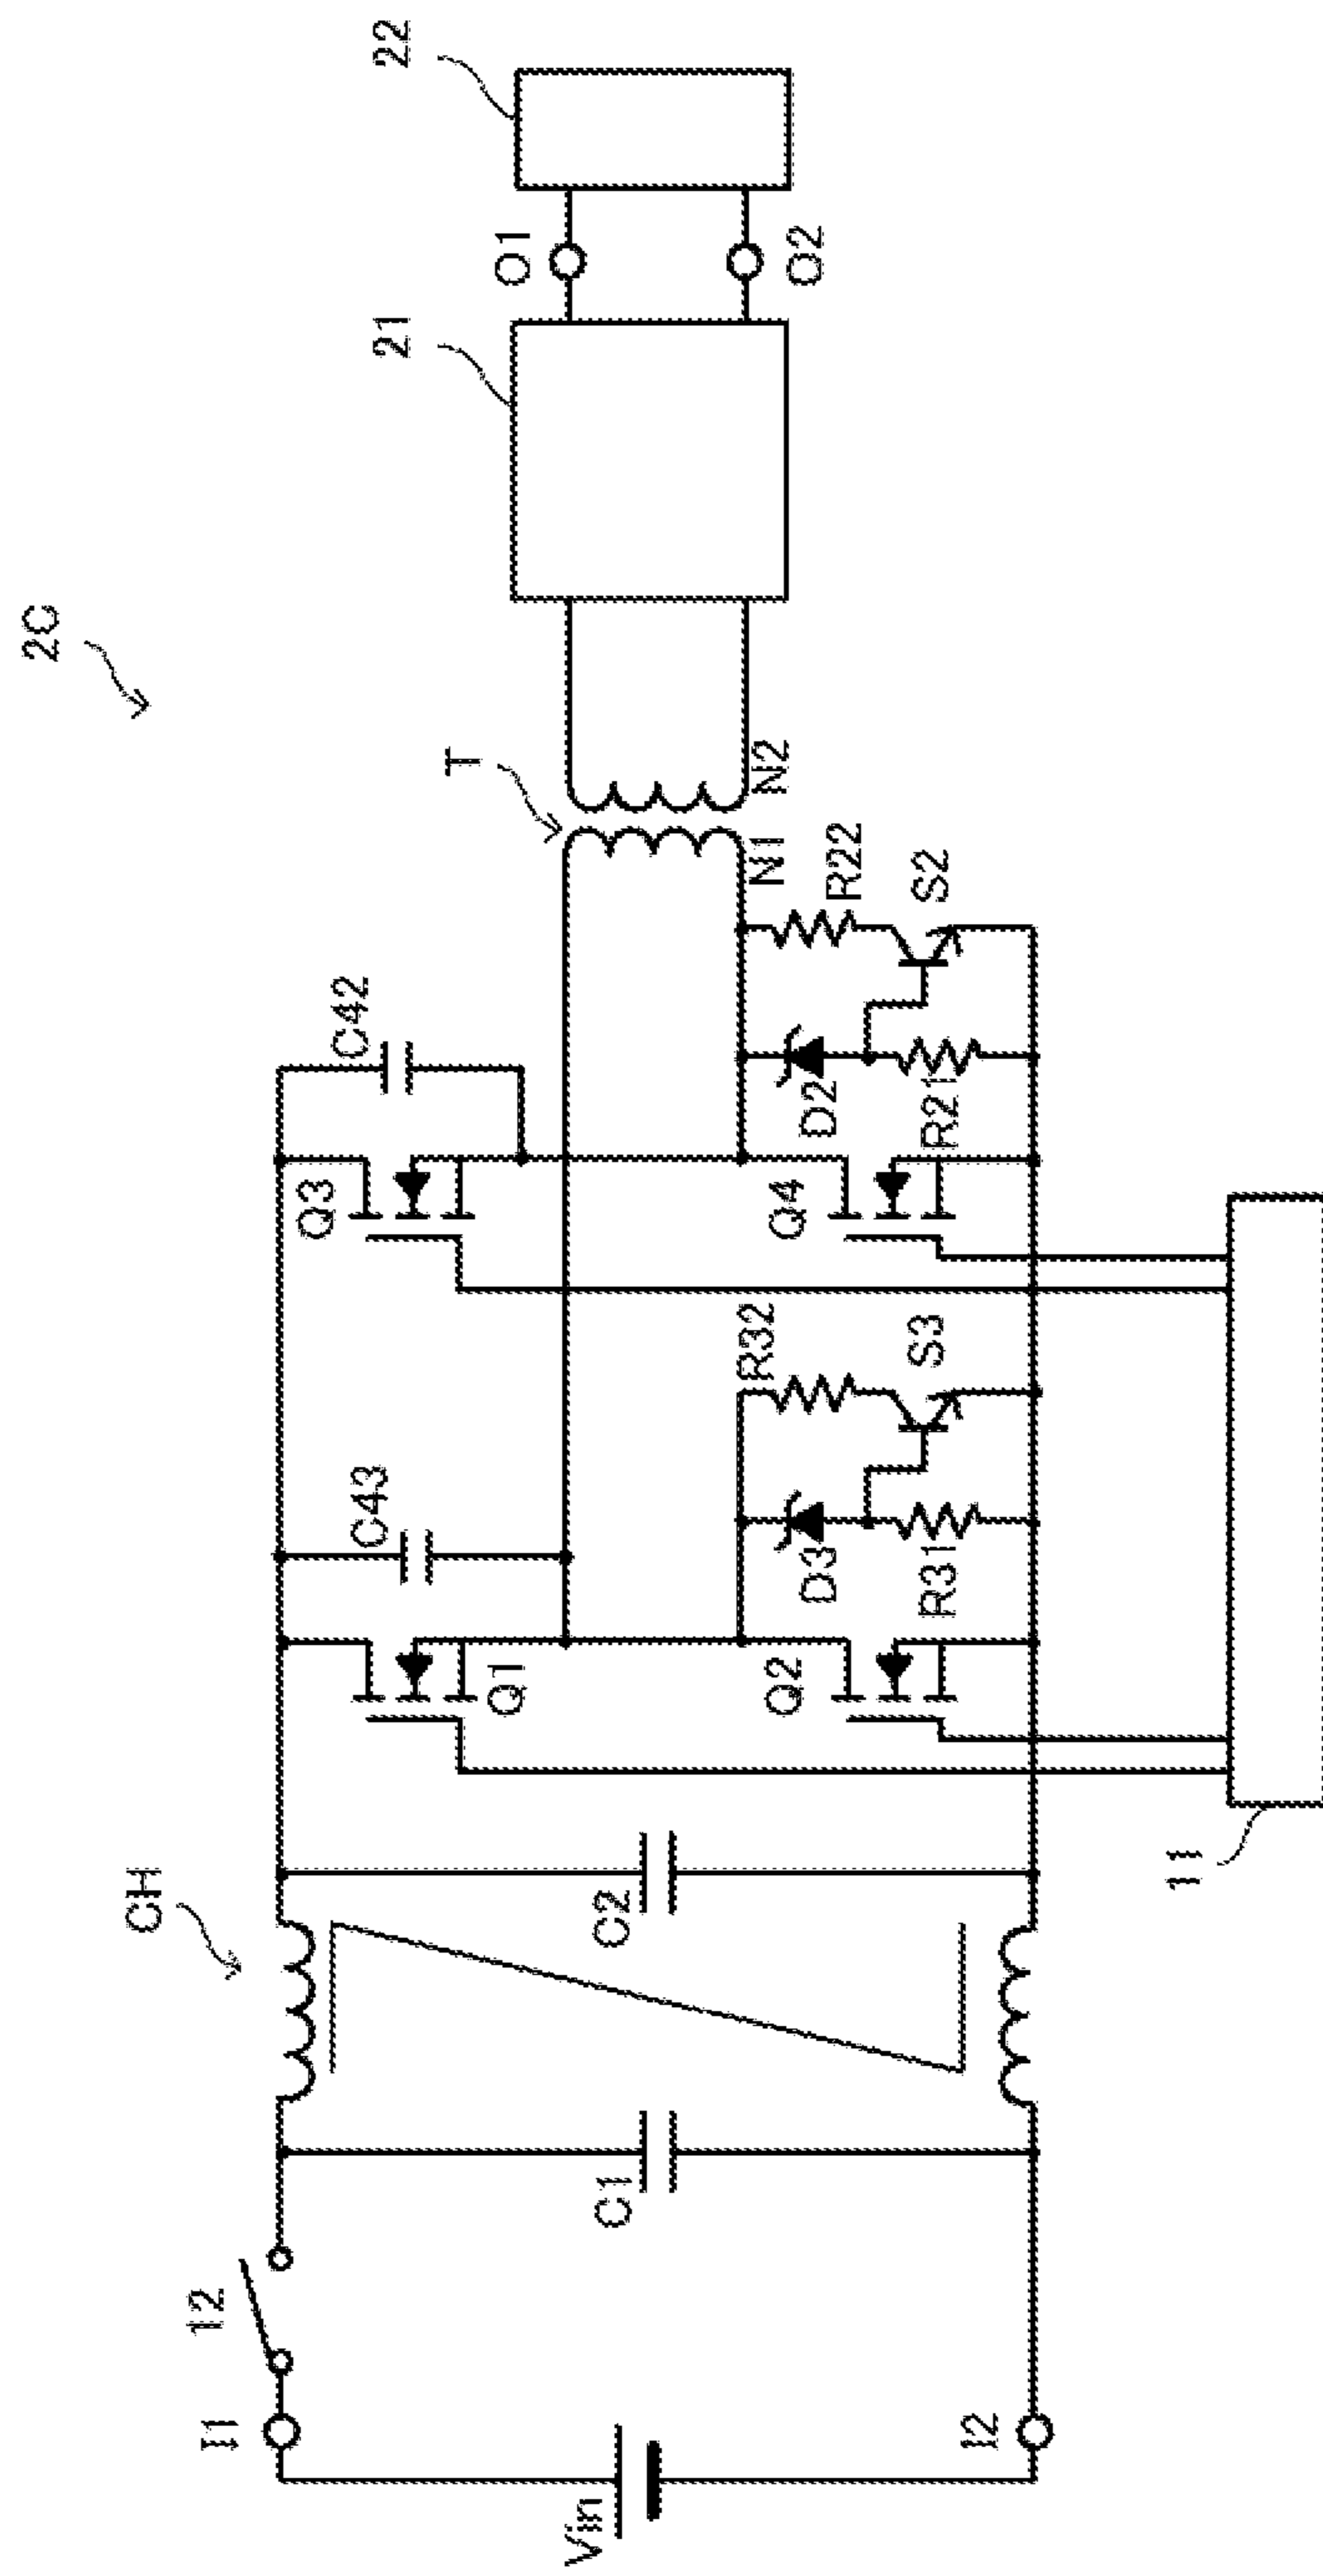 2C
22
21
O1
O2
T
N1
N2
C42
C43
Q3
Q4
D2
R21
R22
S2
R32
S3
D3
R31
Q1
Q2
CH
C2
C1
12
I1
I2
Vin
11